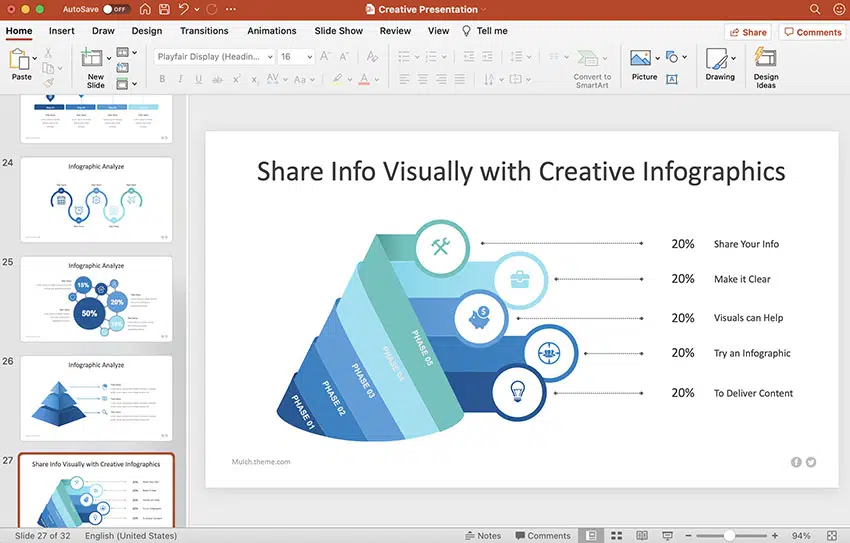 AutoSave OFF
Creative Presentation
Home Insert Draw Design Transitions Animations Slide Show Review View Tell me
Share Comments
Paste
New Slide
Playfair Display (Headin... 16
Convert to SmartArt
Picture
Drawing
Design Ideas
24
Infographic Analyze
25
Infographic Analyze
18%
20%
50%
26
Infographic Analyze
27
Share Info Visually with Creative Infographics
Share Info Visually with Creative Infographics
PHASE 01
PHASE 02
PHASE 03
PHASE 04
PHASE 05
20% Share Your Info
20% Make it Clear
20% Visuals can Help
20% Try an Infographic
20% To Deliver Content
Mulch.theme.com
Slide 27 of 32 English (United States) Notes Comments 94%